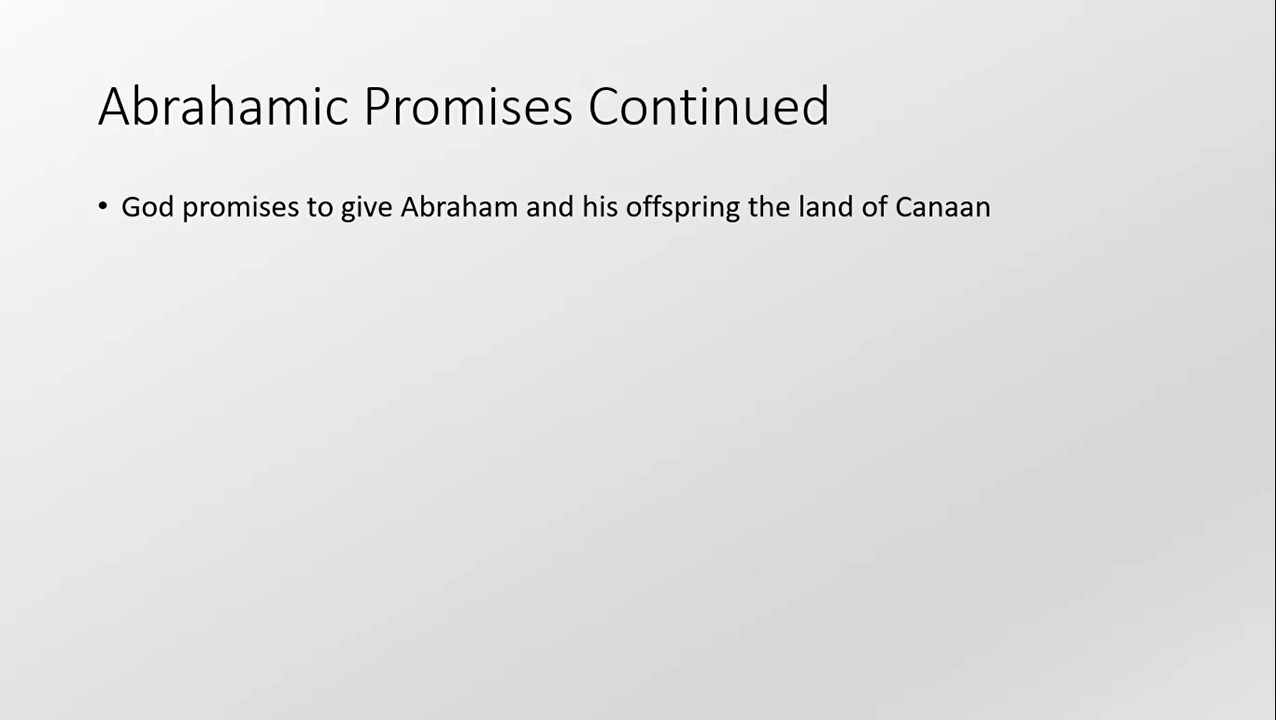 Abrahamic Promises Continued
• God promises to give Abraham and his offspring the land of Canaan